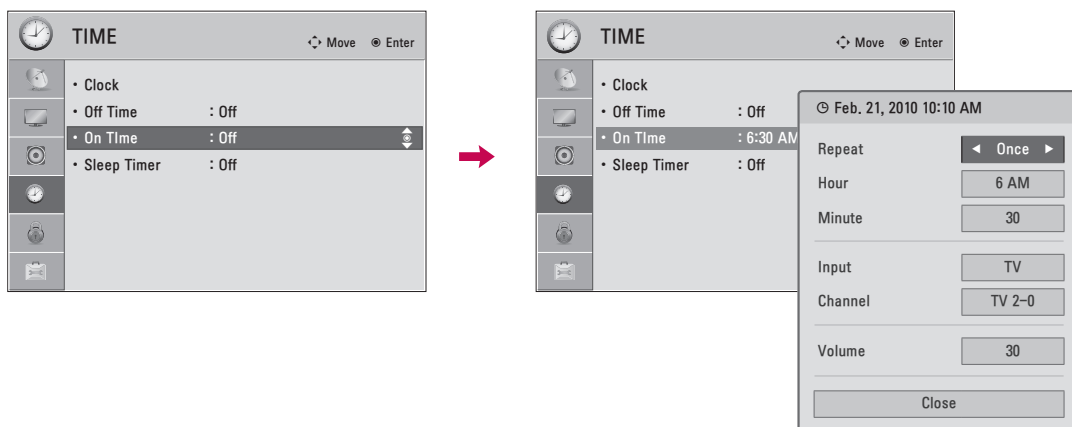 TIME
Move Enter
• Clock
• Off Time : Off
• On TIme : Off
• Sleep Timer : Off
TIME
Move Enter
• Clock
• Off Time : Off
• On TIme : 6:30 AM
• Sleep Timer : Off
Feb. 21, 2010 10:10 AM
Repeat ◄ Once ►
Hour 6 AM
Minute 30
Input TV
Channel TV 2-0
Volume 30
Close